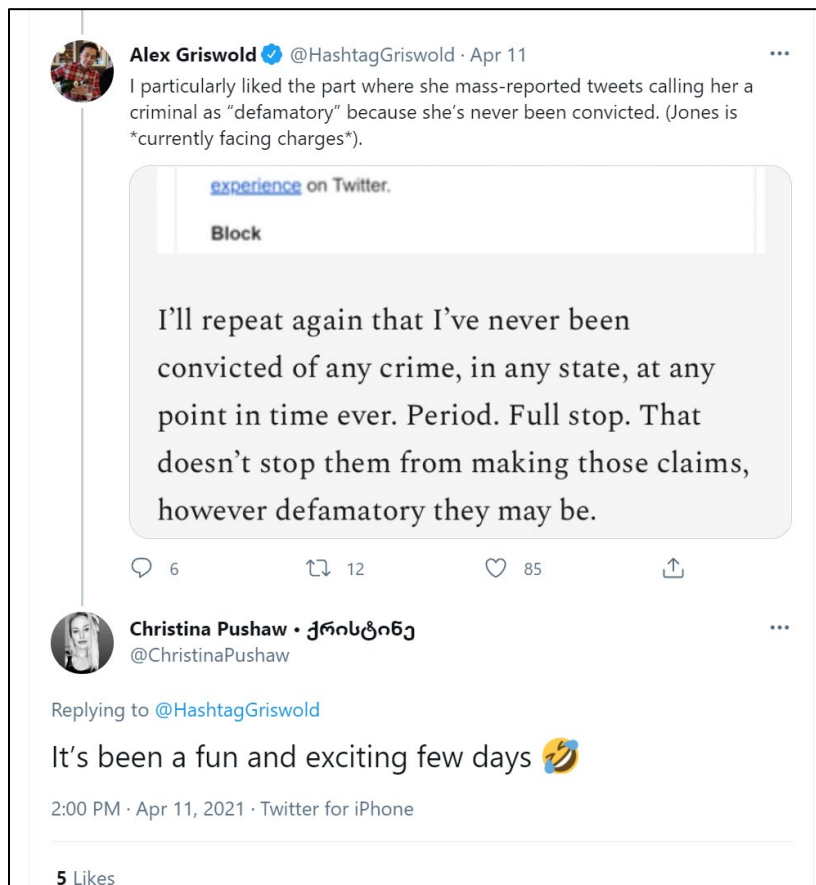 Alex Griswold @HashtagGriswold · Apr 11
I particularly liked the part where she mass-reported tweets calling her a
criminal as “defamatory” because she’s never been convicted. (Jones is
*currently facing charges*).
experience on Twitter.
Block
I’ll repeat again that I’ve never been
convicted of any crime, in any state, at any
point in time ever. Period. Full stop. That
doesn’t stop them from making those claims,
however defamatory they may be.
6 12 85
Christina Pushaw • ქრისტინე
@ChristinaPushaw
Replying to @HashtagGriswold
It’s been a fun and exciting few days 🤣
2:00 PM · Apr 11, 2021 · Twitter for iPhone
5 Likes